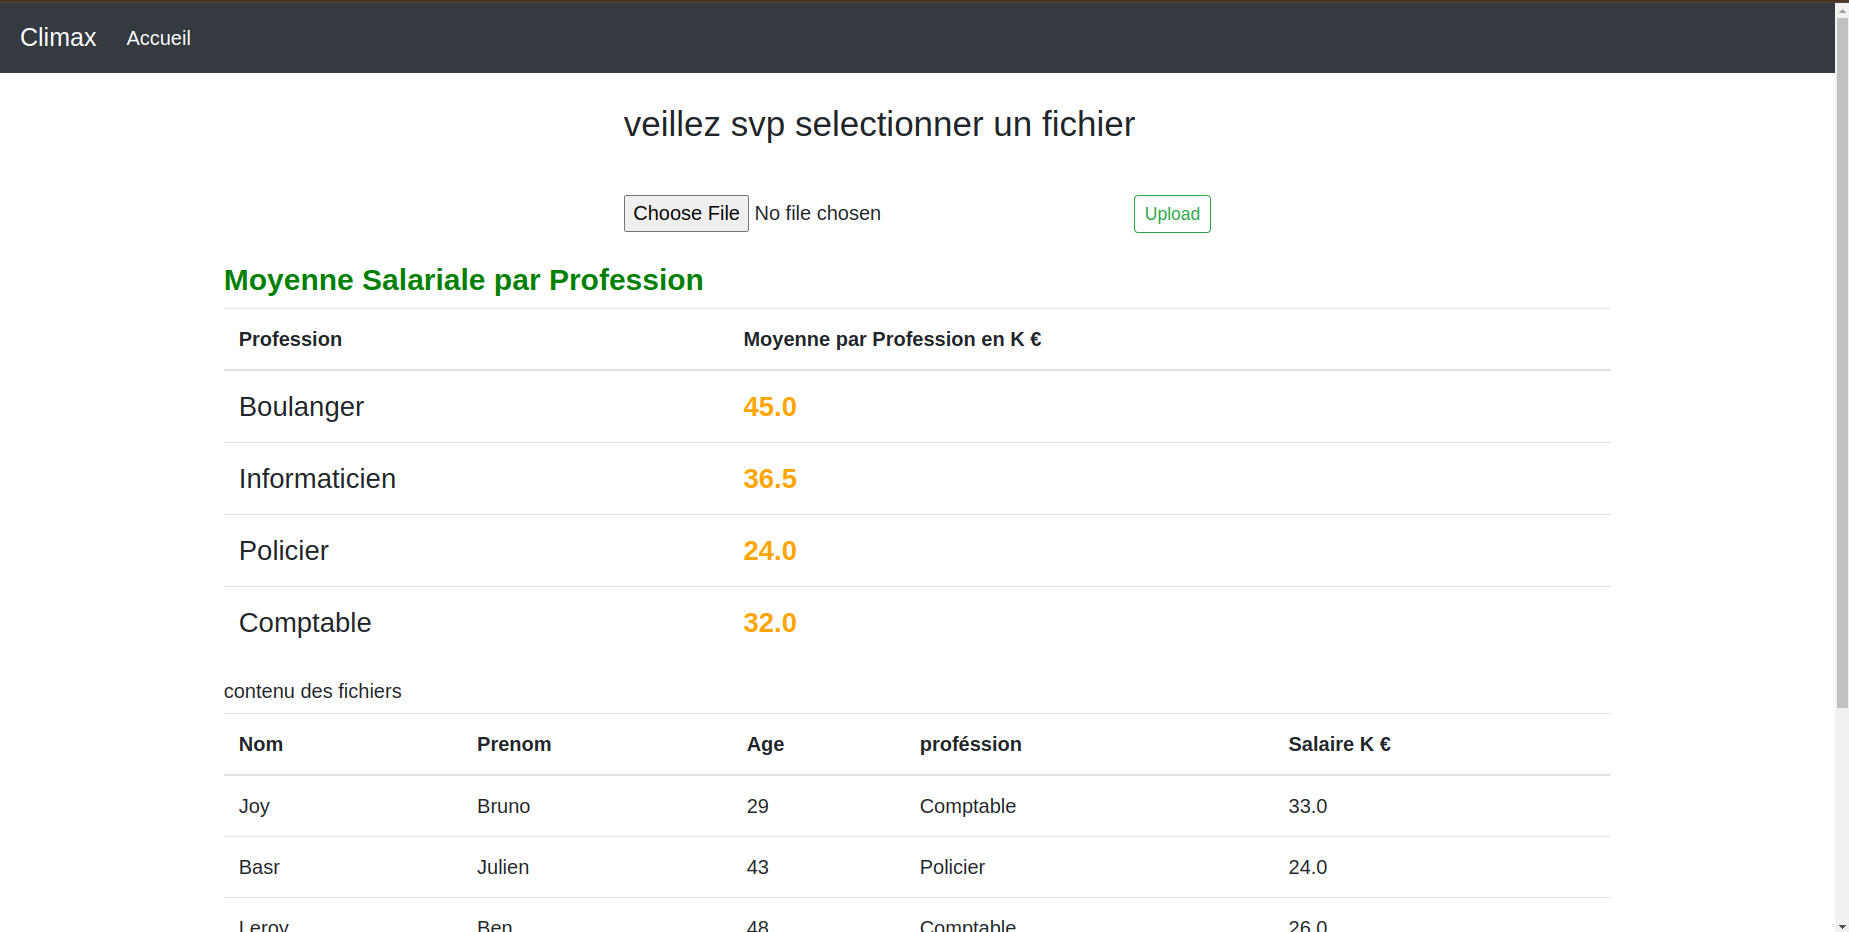 Climax Accueil
veillez svp selectionner un fichier
Choose File No file chosen Upload
Moyenne Salariale par Profession
Profession Moyenne par Profession en K €
Boulanger 45.0
Informaticien 36.5
Policier 24.0
Comptable 32.0
contenu des fichiers
Nom Prenom Age proféssion Salaire K €
Joy Bruno 29 Comptable 33.0
Basr Julien 43 Policier 24.0
Leroy Ben 48 Comptable 26.0